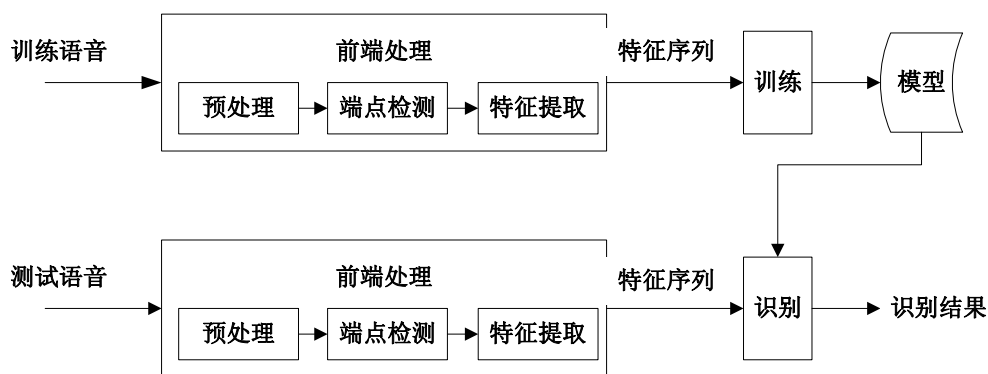 训练语音
前端处理
特征序列
预处理
端点检测
特征提取
训练
模型
测试语音
前端处理
特征序列
预处理
端点检测
特征提取
识别
识别结果